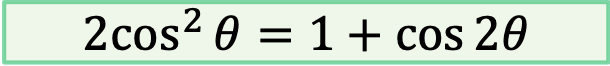 2cos² θ = 1 + cos 2θ